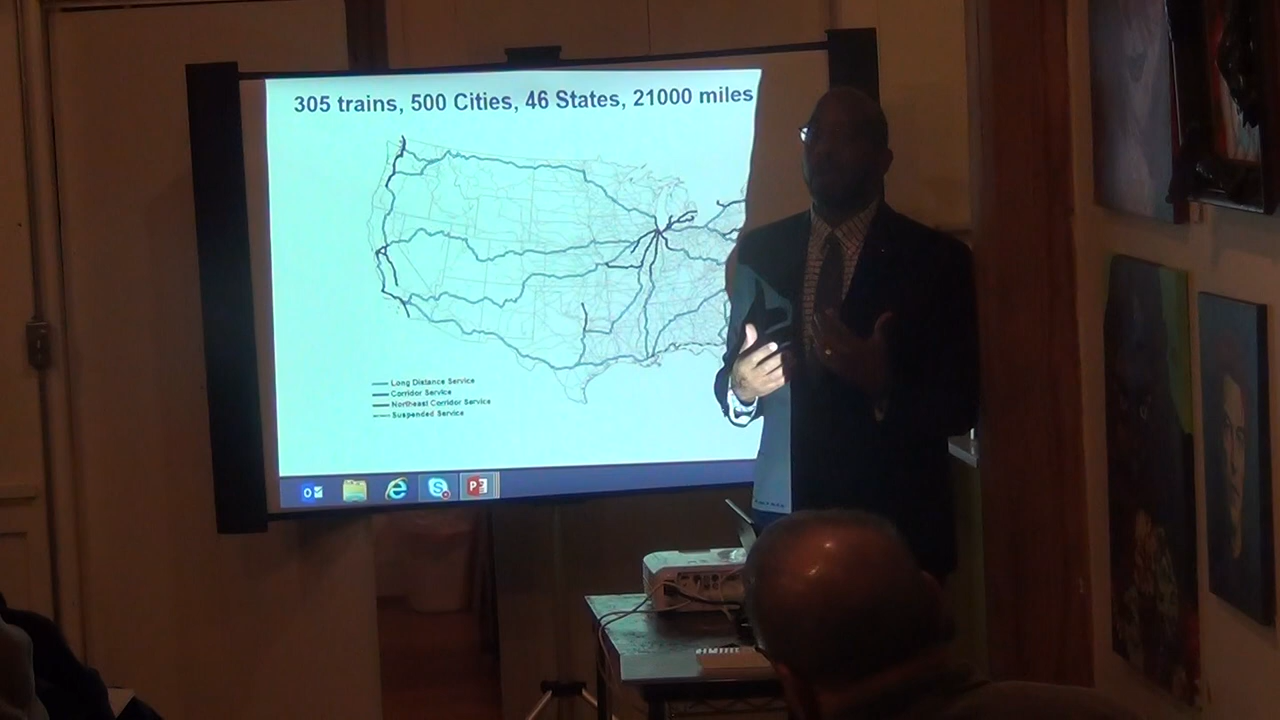 305 trains, 500 Cities, 46 States, 21000 miles
Long Distance Service
Corridor Service
Northeast Corridor Service
Suspended Service